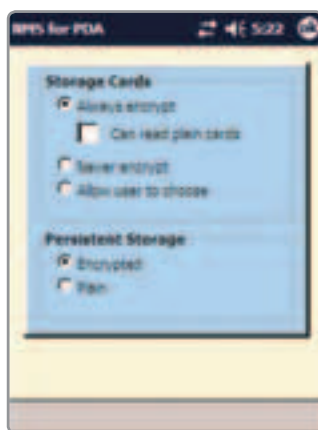 for PDA 5:22
Storage Cards
Always encrypt
Can read plain cards
Never encrypt
Allow user to choose
Persistent Storage
Encrypted
Plain